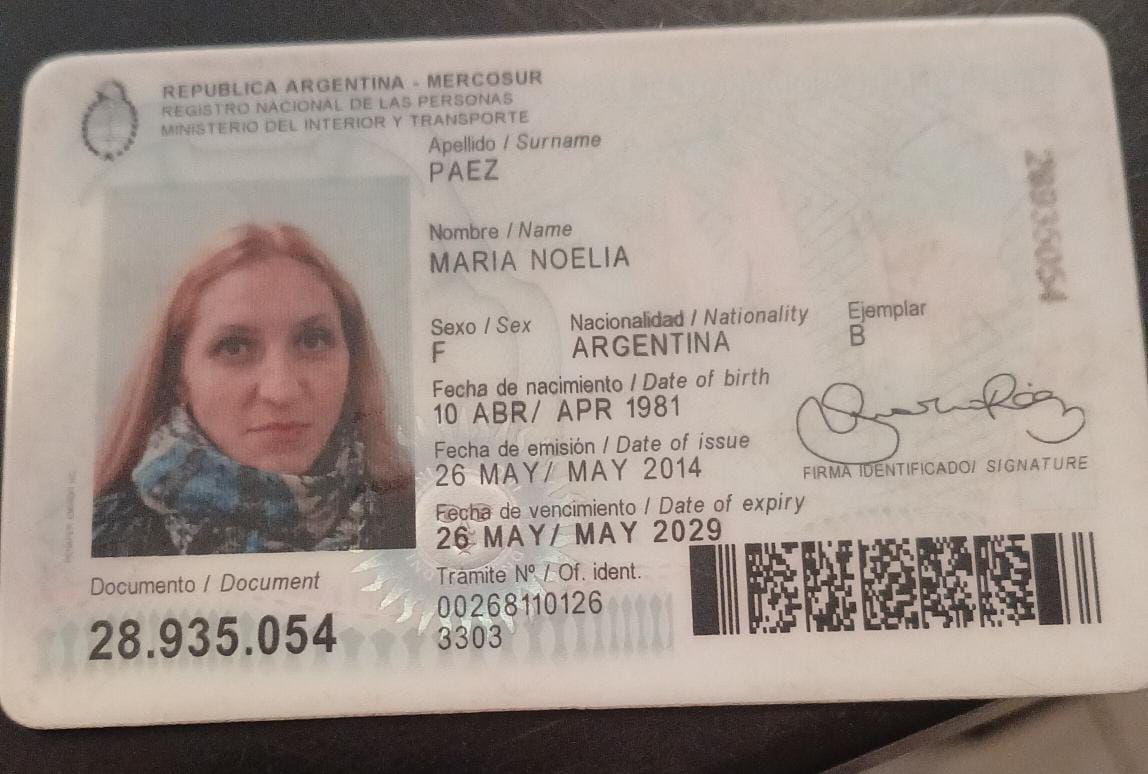 REPUBLICA ARGENTINA - MERCOSUR
REGISTRO NACIONAL DE LAS PERSONAS
MINISTERIO DEL INTERIOR Y TRANSPORTE
Apellido / Surname
PAEZ
Nombre / Name
MARIA NOELIA
Sexo / Sex Nacionalidad / Nationality Ejemplar
F ARGENTINA B
Fecha de nacimiento / Date of birth
10 ABR/ APR 1981
Fecha de emisión / Date of issue
26 MAY/ MAY 2014
FIRMA IDENTIFICADO/ SIGNATURE
Fecha de vencimiento / Date of expiry
26 MAY/ MAY 2029
Documento / Document
28.935.054
Trámite Nº / Of. ident.
00268110126
3303
28935054